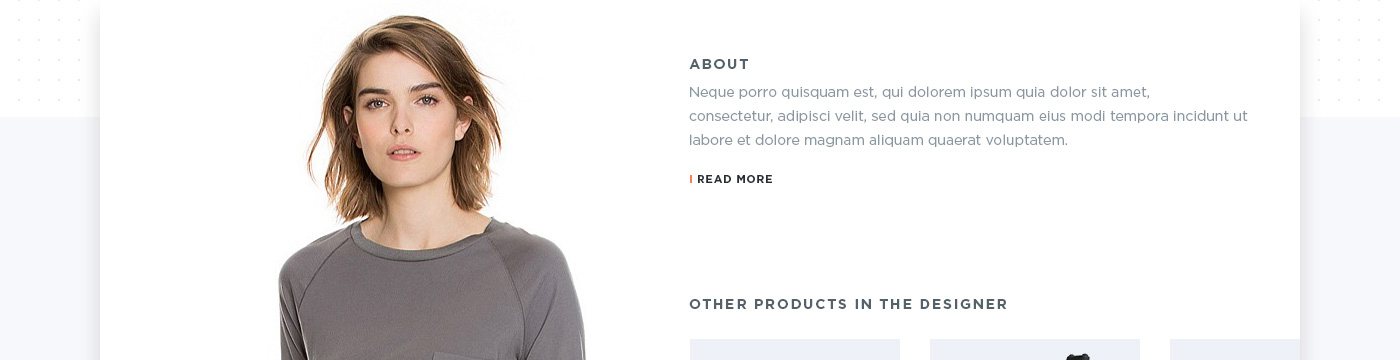 ABOUT
Neque porro quisquam est, qui dolorem ipsum quia dolor sit amet,
consectetur, adipisci velit, sed quia non numquam eius modi tempora incidunt ut
labore et dolore magnam aliquam quaerat voluptatem.
I READ MORE
OTHER PRODUCTS IN THE DESIGNER